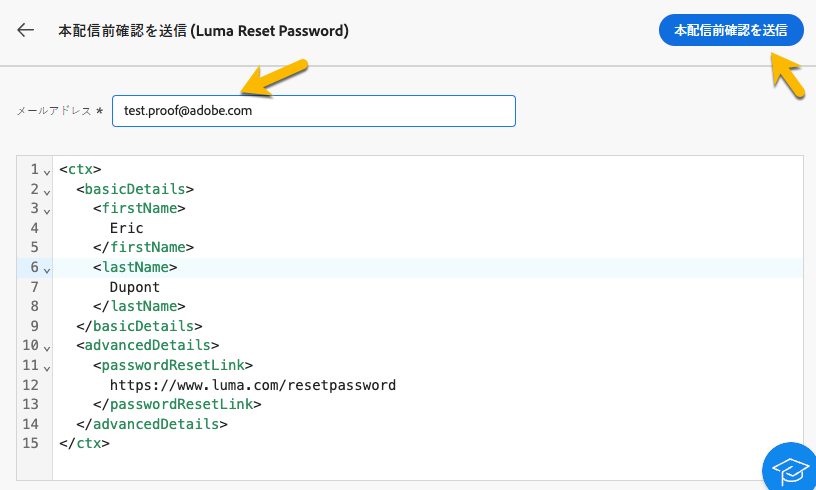 本配信前確認を送信 (Luma Reset Password)
本配信前確認を送信
メールアドレス * test.proof@adobe.com
1 <ctx>
2 <basicDetails>
3 <firstName>
4 Eric
5 </firstName>
6 <lastName>
7 Dupont
8 </lastName>
9 </basicDetails>
10 <advancedDetails>
11 <passwordResetLink>
12 https://www.luma.com/resetpassword
13 </passwordResetLink>
14 </advancedDetails>
15 </ctx>